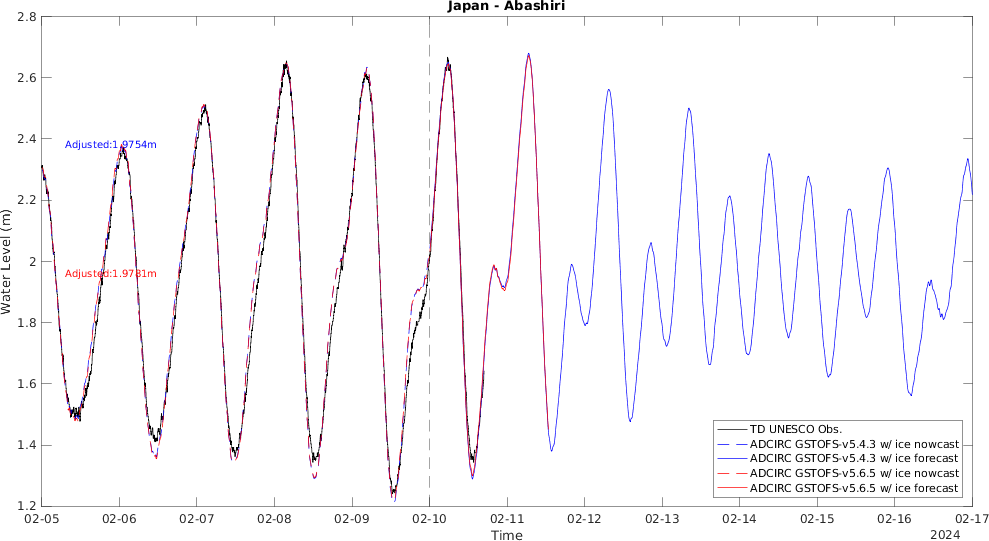 Japan - Abashiri
2.8
2.6
2.4
2.2
2
1.8
1.6
1.4
1.2
Water Level (m)
Adjusted:1.9754m
Adjusted:1.9781m
TD UNESCO Obs.
ADCIRC GSTOFS-v5.4.3 w/ ice nowcast
ADCIRC GSTOFS-v5.4.3 w/ ice forecast
ADCIRC GSTOFS-v5.6.5 w/ ice nowcast
ADCIRC GSTOFS-v5.6.5 w/ ice forecast
02-05 02-06 02-07 02-08 02-09 02-10 02-11 02-12 02-13 02-14 02-15 02-16 02-17
Time
2024